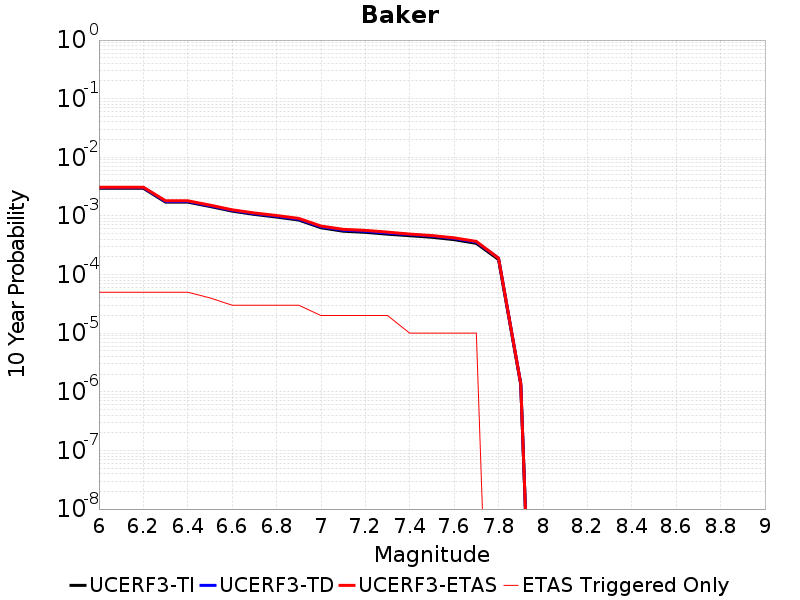 Baker
10 Year Probability
10^0
10^-1
10^-2
10^-3
10^-4
10^-5
10^-6
10^-7
10^-8
6 6.2 6.4 6.6 6.8 7 7.2 7.4 7.6 7.8 8 8.2 8.4 8.6 8.8 9
Magnitude
UCERF3-TI UCERF3-TD UCERF3-ETAS ETAS Triggered Only